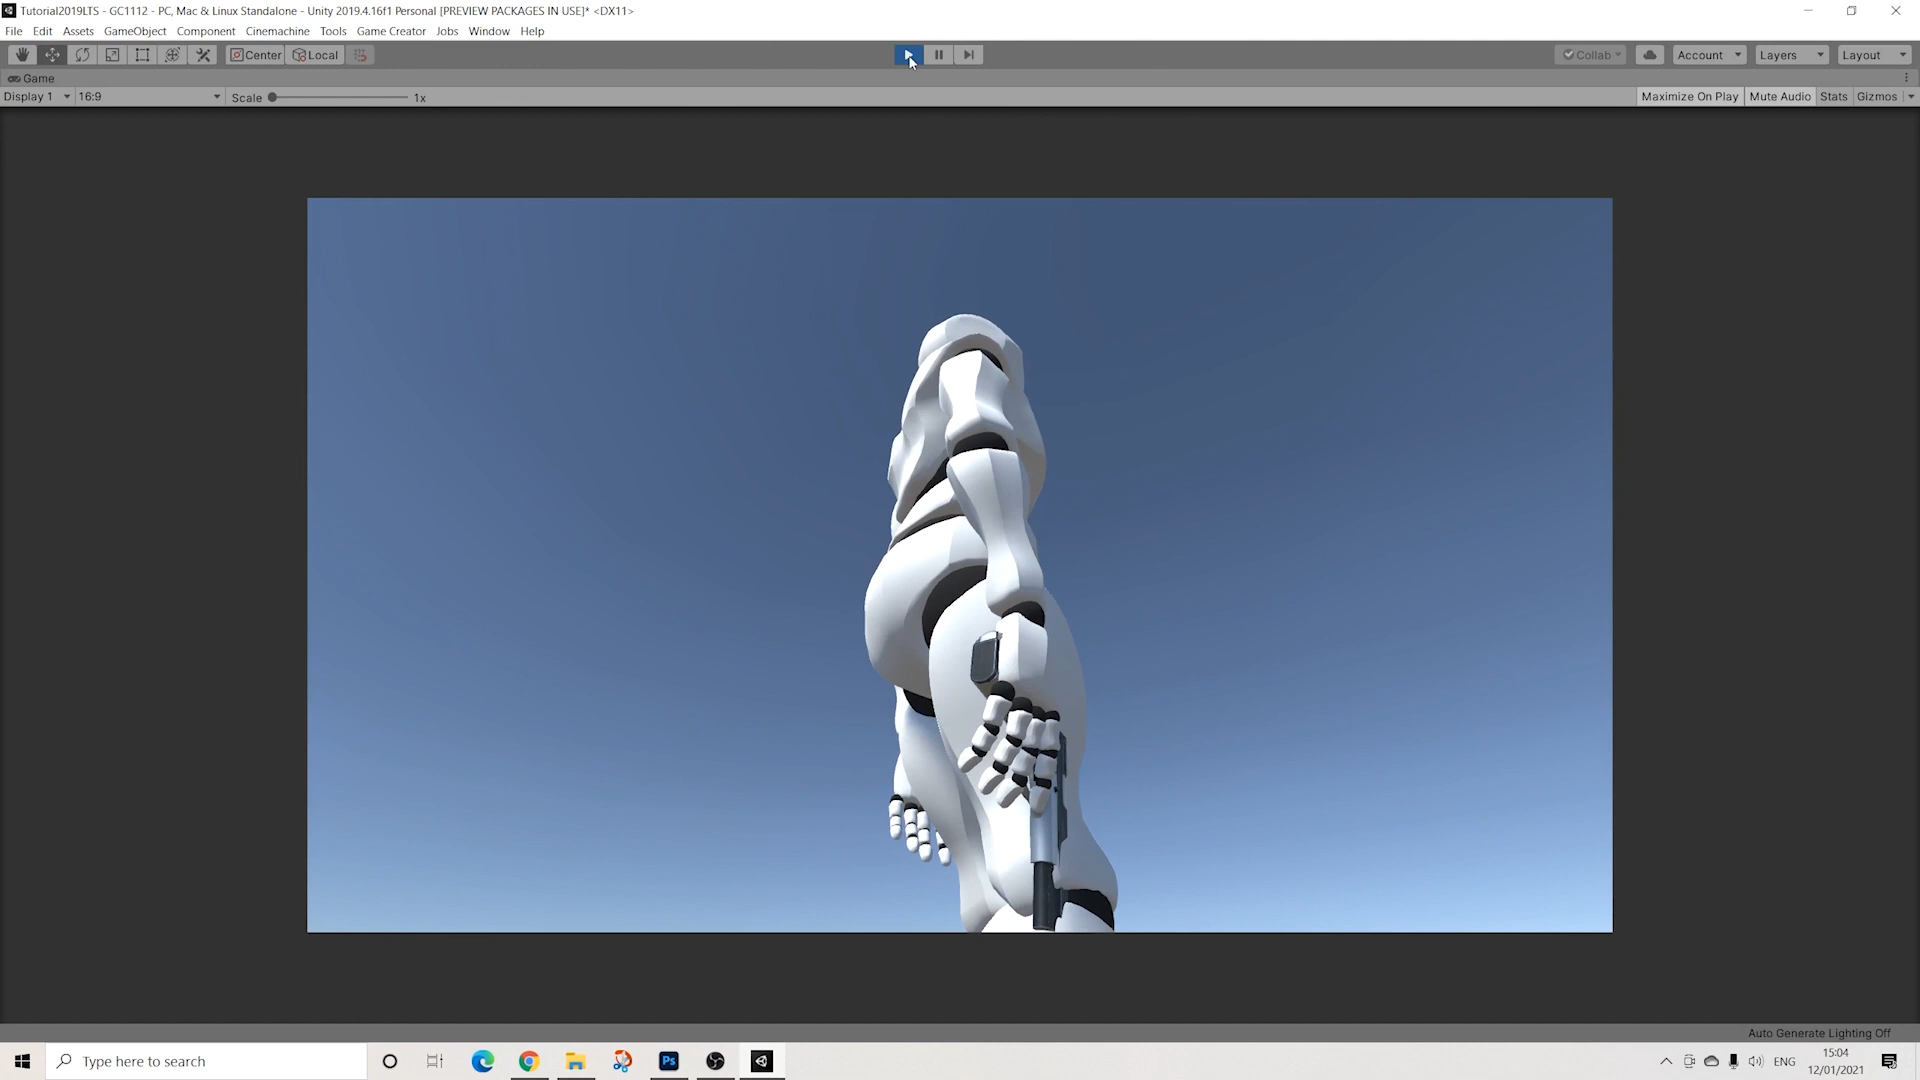 Tutorial2019LTS - GC1112 - PC, Mac & Linux Standalone - Unity 2019.4.16f1 Personal [PREVIEW PACKAGES IN USE]* <DX11>
File Edit Assets GameObject Component Cinemachine Tools Game Creator Jobs Window Help
Center Local Collab Account Layers Layout
Game
Display 1 16:9 Scale 1x Maximize On Play Mute Audio Stats Gizmos
Auto Generate Lighting Off
Type here to search Ps ENG 15:04
12/01/2021